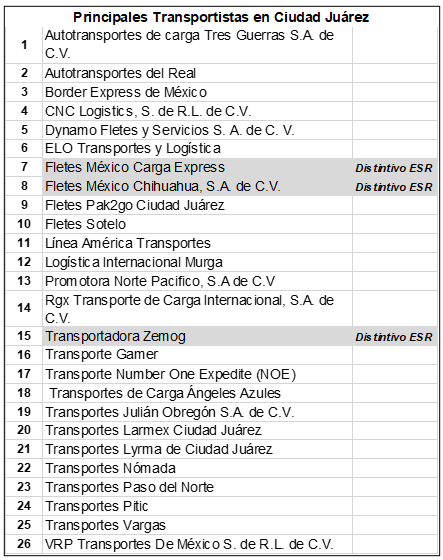 Principales Transportistas en Ciudad Juárez
1 Autotransportes de carga Tres Guerras S.A. de
C.V.
2 Autotransportes del Real
3 Border Express de México
4 CNC Logistics, S. de R.L. de C.V.
5 Dynamo Fletes y Servicios S. A. de C. V.
6 ELO Transportes y Logística
7 Fletes México Carga Express Distintivo ESR
8 Fletes México Chihuahua, S.A. de C.V. Distintivo ESR
9 Fletes Pak2go Ciudad Juárez
10 Fletes Sotelo
11 Línea América Transportes
12 Logística Internacional Murga
13 Promotora Norte Pacifico, S.A de C.V
14 Rgx Transporte de Carga Internacional, S.A. de
C.V.
15 Transportadora Zemog Distintivo ESR
16 Transporte Gamer
17 Transporte Number One Expedite (NOE)
18 Transportes de Carga Ángeles Azules
19 Transportes Julián Obregón S.A. de C.V.
20 Transportes Larmex Ciudad Juárez
21 Transportes Lyrma de Ciudad Juárez
22 Transportes Nómada
23 Transportes Paso del Norte
24 Transportes Pitic
25 Transportes Vargas
26 VRP Transportes De México S. de R.L. de C.V.